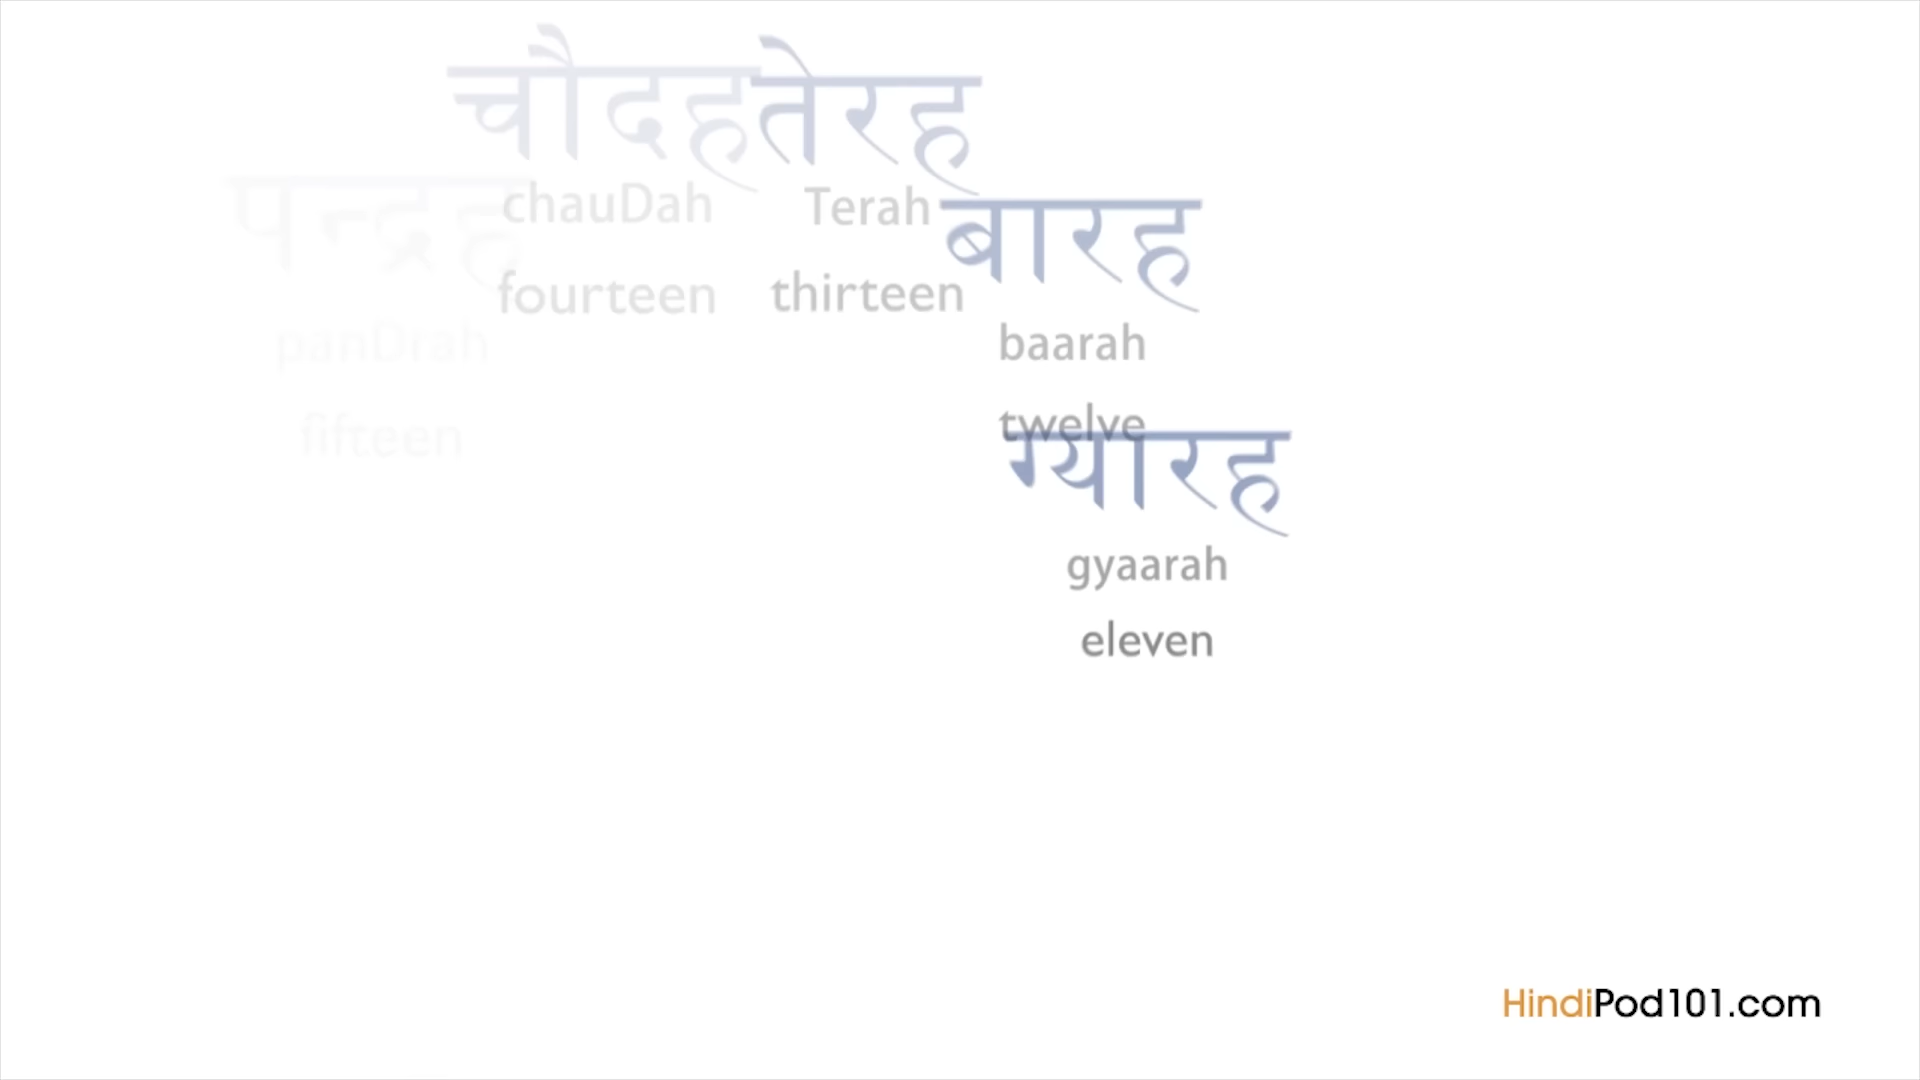 चौदह
chauDah
fourteen
तेरह
Terah
thirteen
पन्द्रह
panDrah
fifteen
बारह
baarah
twelve
ग्यारह
gyaarah
eleven
HindiPod101.com